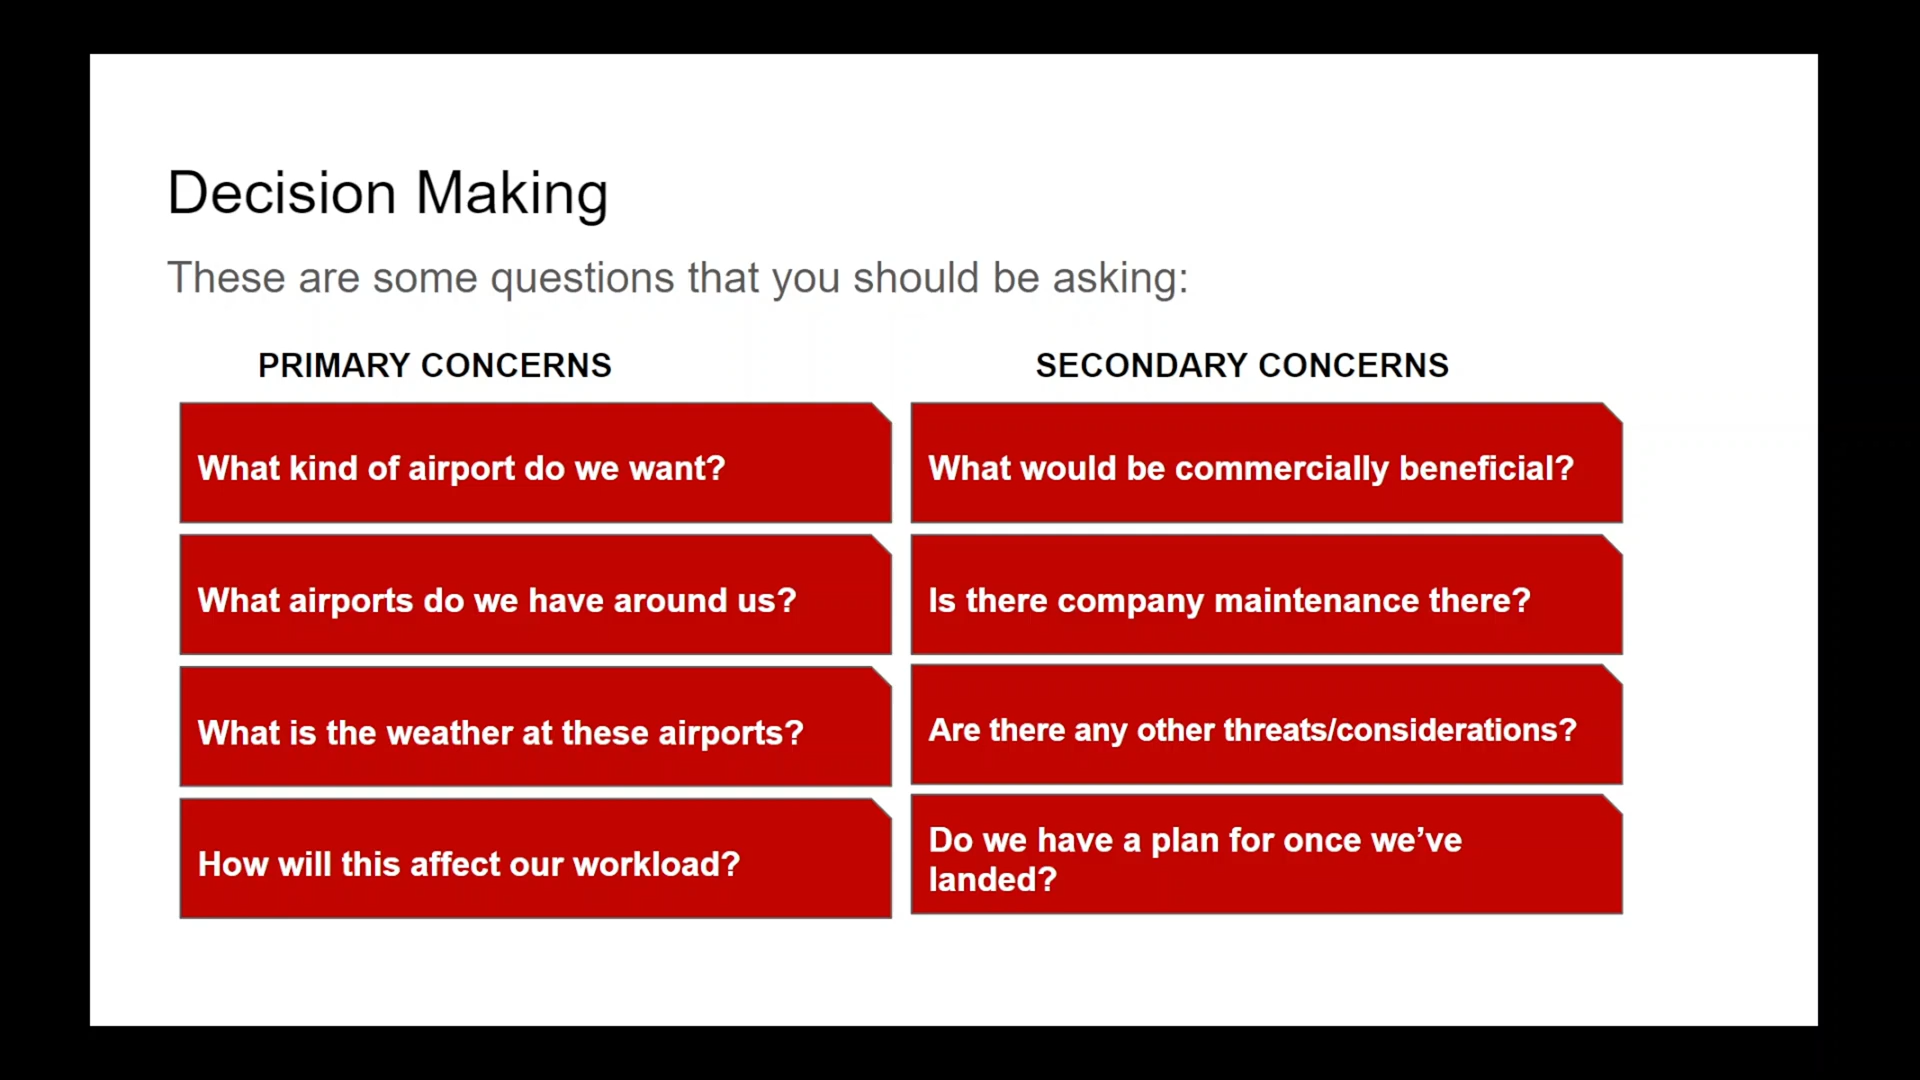 Decision Making
These are some questions that you should be asking:
PRIMARY CONCERNS
What kind of airport do we want?
What airports do we have around us?
What is the weather at these airports?
How will this affect our workload?
SECONDARY CONCERNS
What would be commercially beneficial?
Is there company maintenance there?
Are there any other threats/considerations?
Do we have a plan for once we’ve
landed?